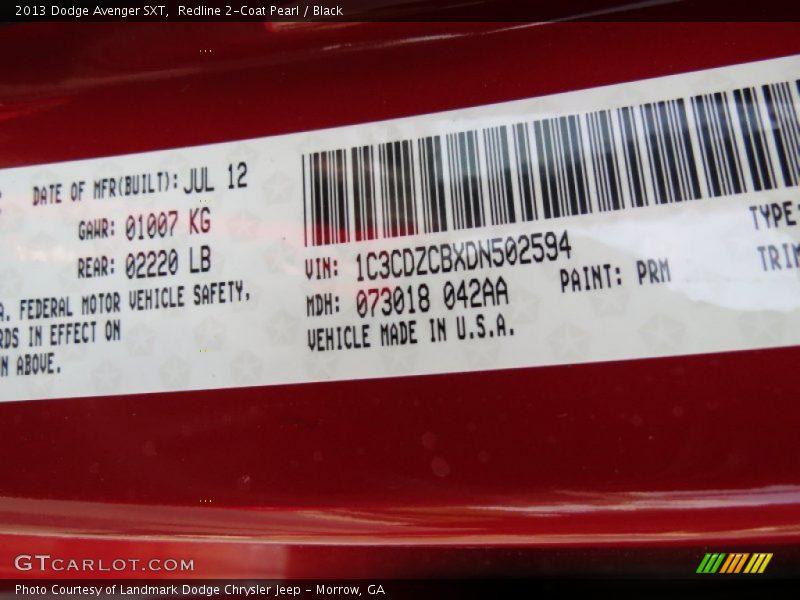 2013 Dodge Avenger SXT,  Redline 2-Coat Pearl / Black
DATE OF MFR(BUILT): JUL 12
GAWR: 01007 KG
REAR: 02220 LB
A. FEDERAL MOTOR VEHICLE SAFETY,
RDS IN EFFECT ON
N ABOVE.
VIN: 1C3CDZCBXDN502594
TYPE:
MDH: 073018 042AA
PAINT: PRM
TRIM
VEHICLE MADE IN U.S.A.
GTCARLOT.COM
Photo Courtesy of Landmark Dodge Chrysler Jeep - Morrow, GA